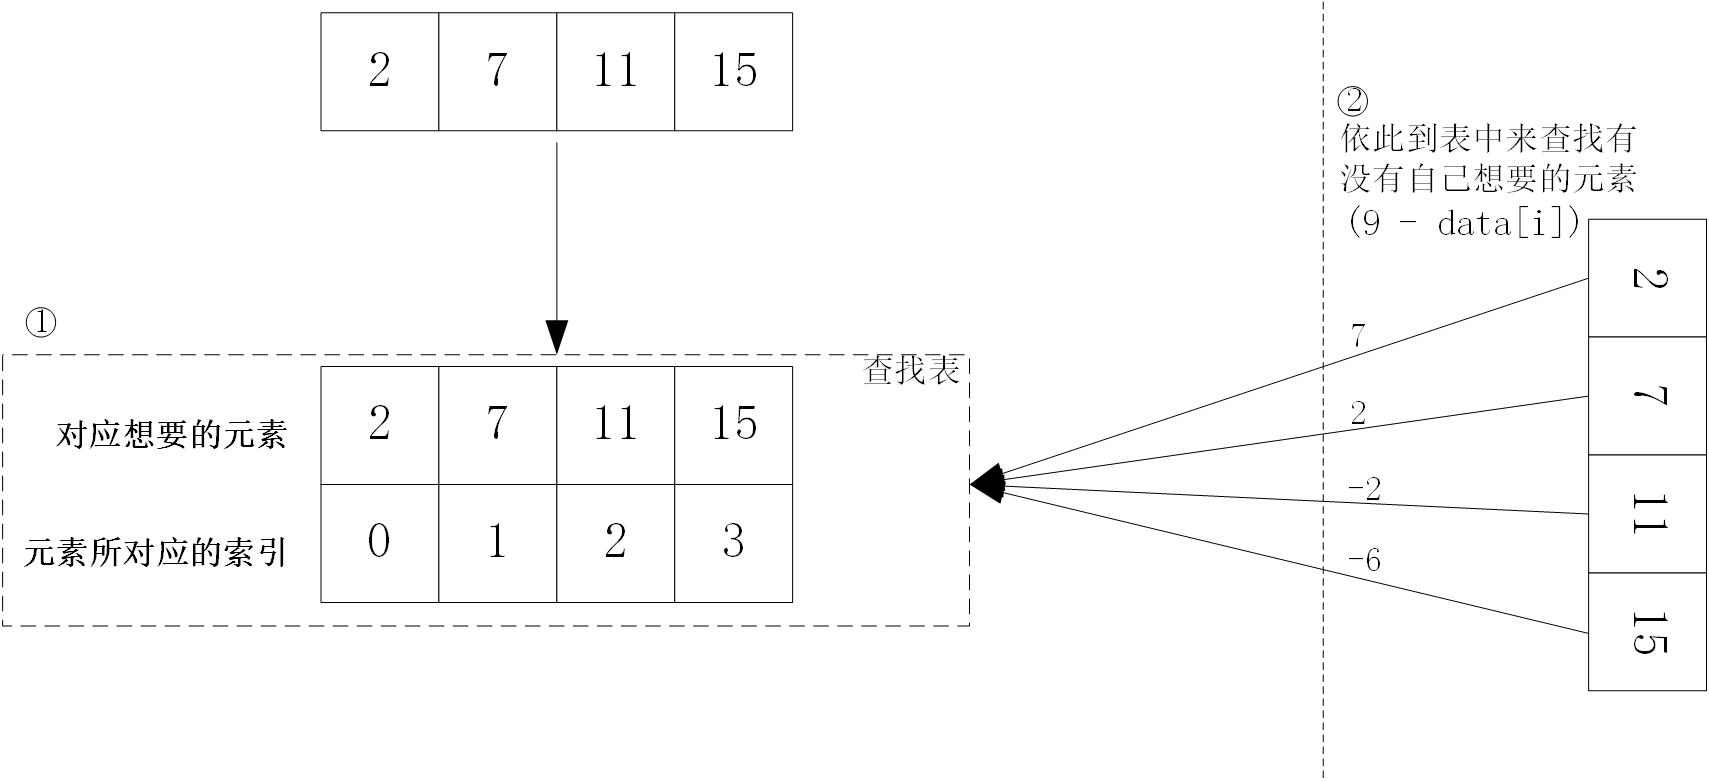 2 7 11 15
①
查找表
对应想要的元素 2 7 11 15
元素所对应的索引 0 1 2 3
②
依此到表中来查找有
没有自己想要的元素
(9 - data[i])
7
2
-2
-6
2
7
11
15